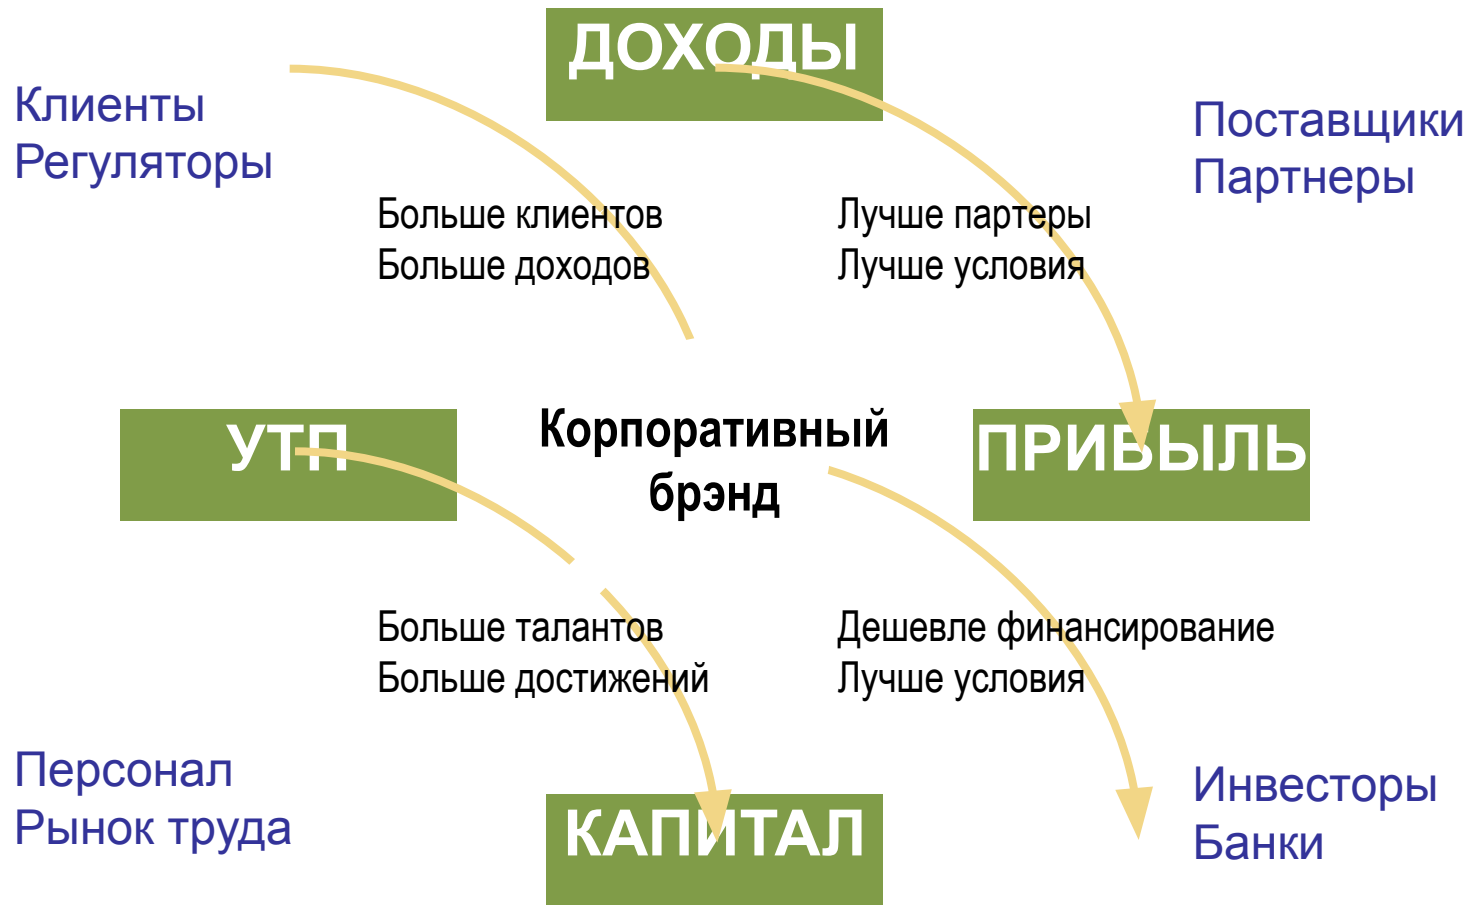 ДОХОДЫ
Клиенты
Регуляторы
Поставщики
Партнеры
Больше клиентов
Больше доходов
Лучше партеры
Лучше условия
УТП
Корпоративный
брэнд
ПРИБЫЛЬ
Больше талантов
Больше достижений
Дешевле финансирование
Лучше условия
Персонал
Рынок труда
КАПИТАЛ
Инвесторы
Банки